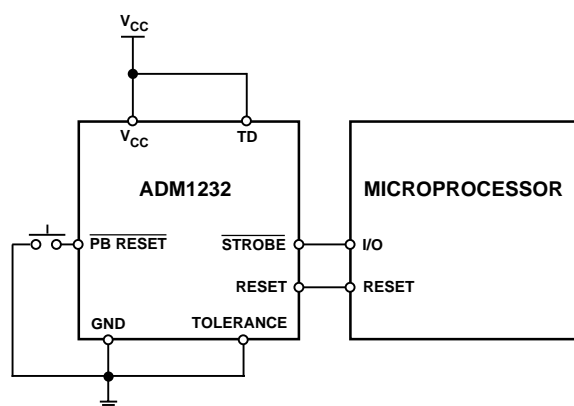 VCC
VCC TD
ADM1232 MICROPROCESSOR
PB RESET STROBE I/O
RESET RESET
GND TOLERANCE